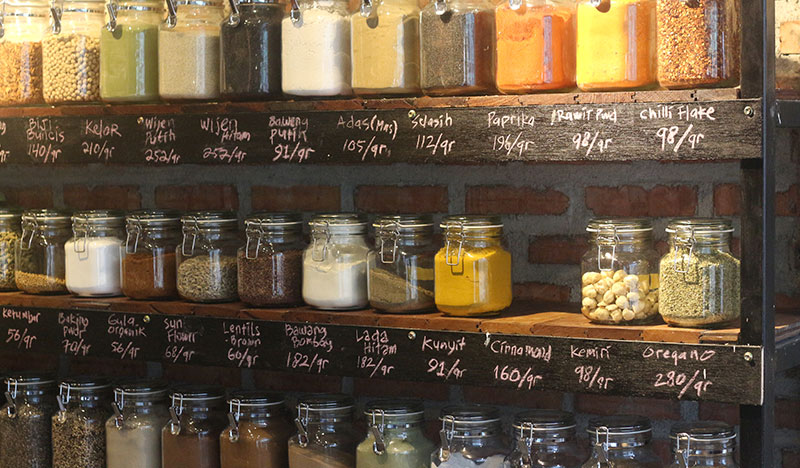 Biji Buncis
140/gr
Kelor
210/gr
Wijen Putih
252/gr
Wijen Hitam
252/gr
Bawang Putih
91/gr
Adas (Mas)
105/gr
Selasih
112/gr
Paprika
196/gr
Rawit Pwd
98/gr
Chilli Flake
98/gr
Ketumbar
56/gr
Baking Pwdr
70/gr
Gula Organik
56/gr
Sun Flower
68/gr
Lentils Brown
60/gr
Bawang Bombay
182/gr
Lada Hitam
182/gr
Kunyit
91/gr
Cinnamond
160/gr
Kemiri
98/gr
Oregano
280/gr